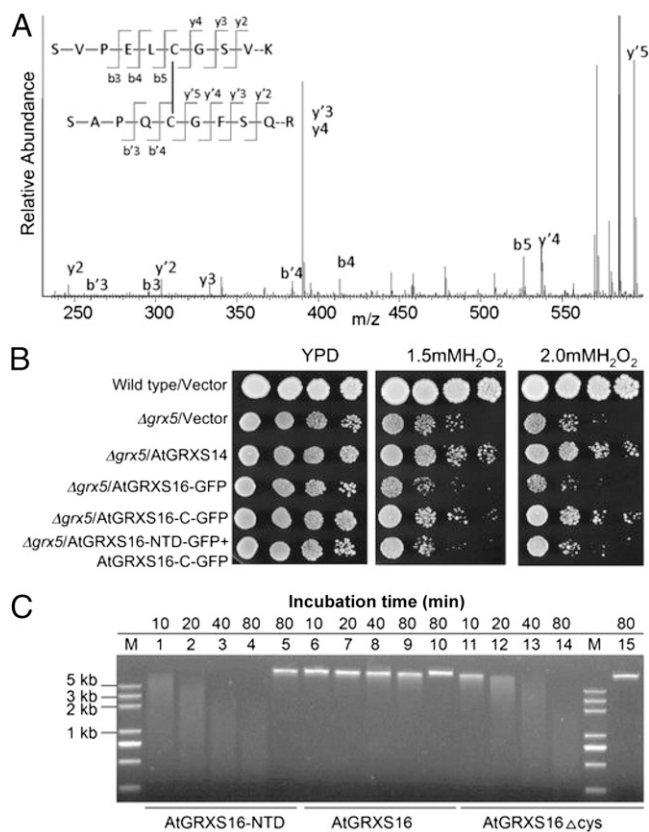 A
S–V–P–E–L–C–G–S–V--K
y4 y3 y2
b3 b4 b5
y'5 y'4 y'3 y'2
S–A–P–Q–C–G–F–S–Q--R
b'3 b'4
Relative Abundance
y2
b'3
b3
y'2
y3
b'4
y'3
y4
b4
b5
y'4
y'5
250 300 350 400 450 500 550
m/z
B
YPD 1.5mMH2O2 2.0mMH2O2
Wild type/Vector
Δgrx5/Vector
Δgrx5/AtGRXS14
Δgrx5/AtGRXS16-GFP
Δgrx5/AtGRXS16-C-GFP
Δgrx5/AtGRXS16-NTD-GFP+
AtGRXS16-C-GFP
C
Incubation time (min)
10 20 40 80 80 10 20 40 80 80 10 20 40 80 80
M 1 2 3 4 5 6 7 8 9 10 11 12 13 14 M 15
5 kb
3 kb
2 kb
1 kb
AtGRXS16-NTD AtGRXS16 AtGRXS16△cys